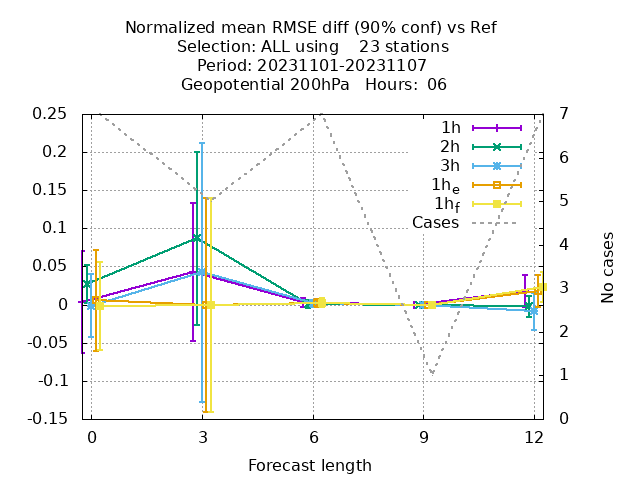 Normalized mean RMSE diff (90% conf) vs Ref
Selection: ALL using    23 stations
Period: 20231101-20231107
Geopotential 200hPa   Hours:  06
0.25
0.2
0.15
0.1
0.05
0
-0.05
-0.1
-0.15
7
6
5
4
3
2
1
0
1h
2h
3h
1he
1hf
Cases
No cases
0 3 6 9 12
Forecast length